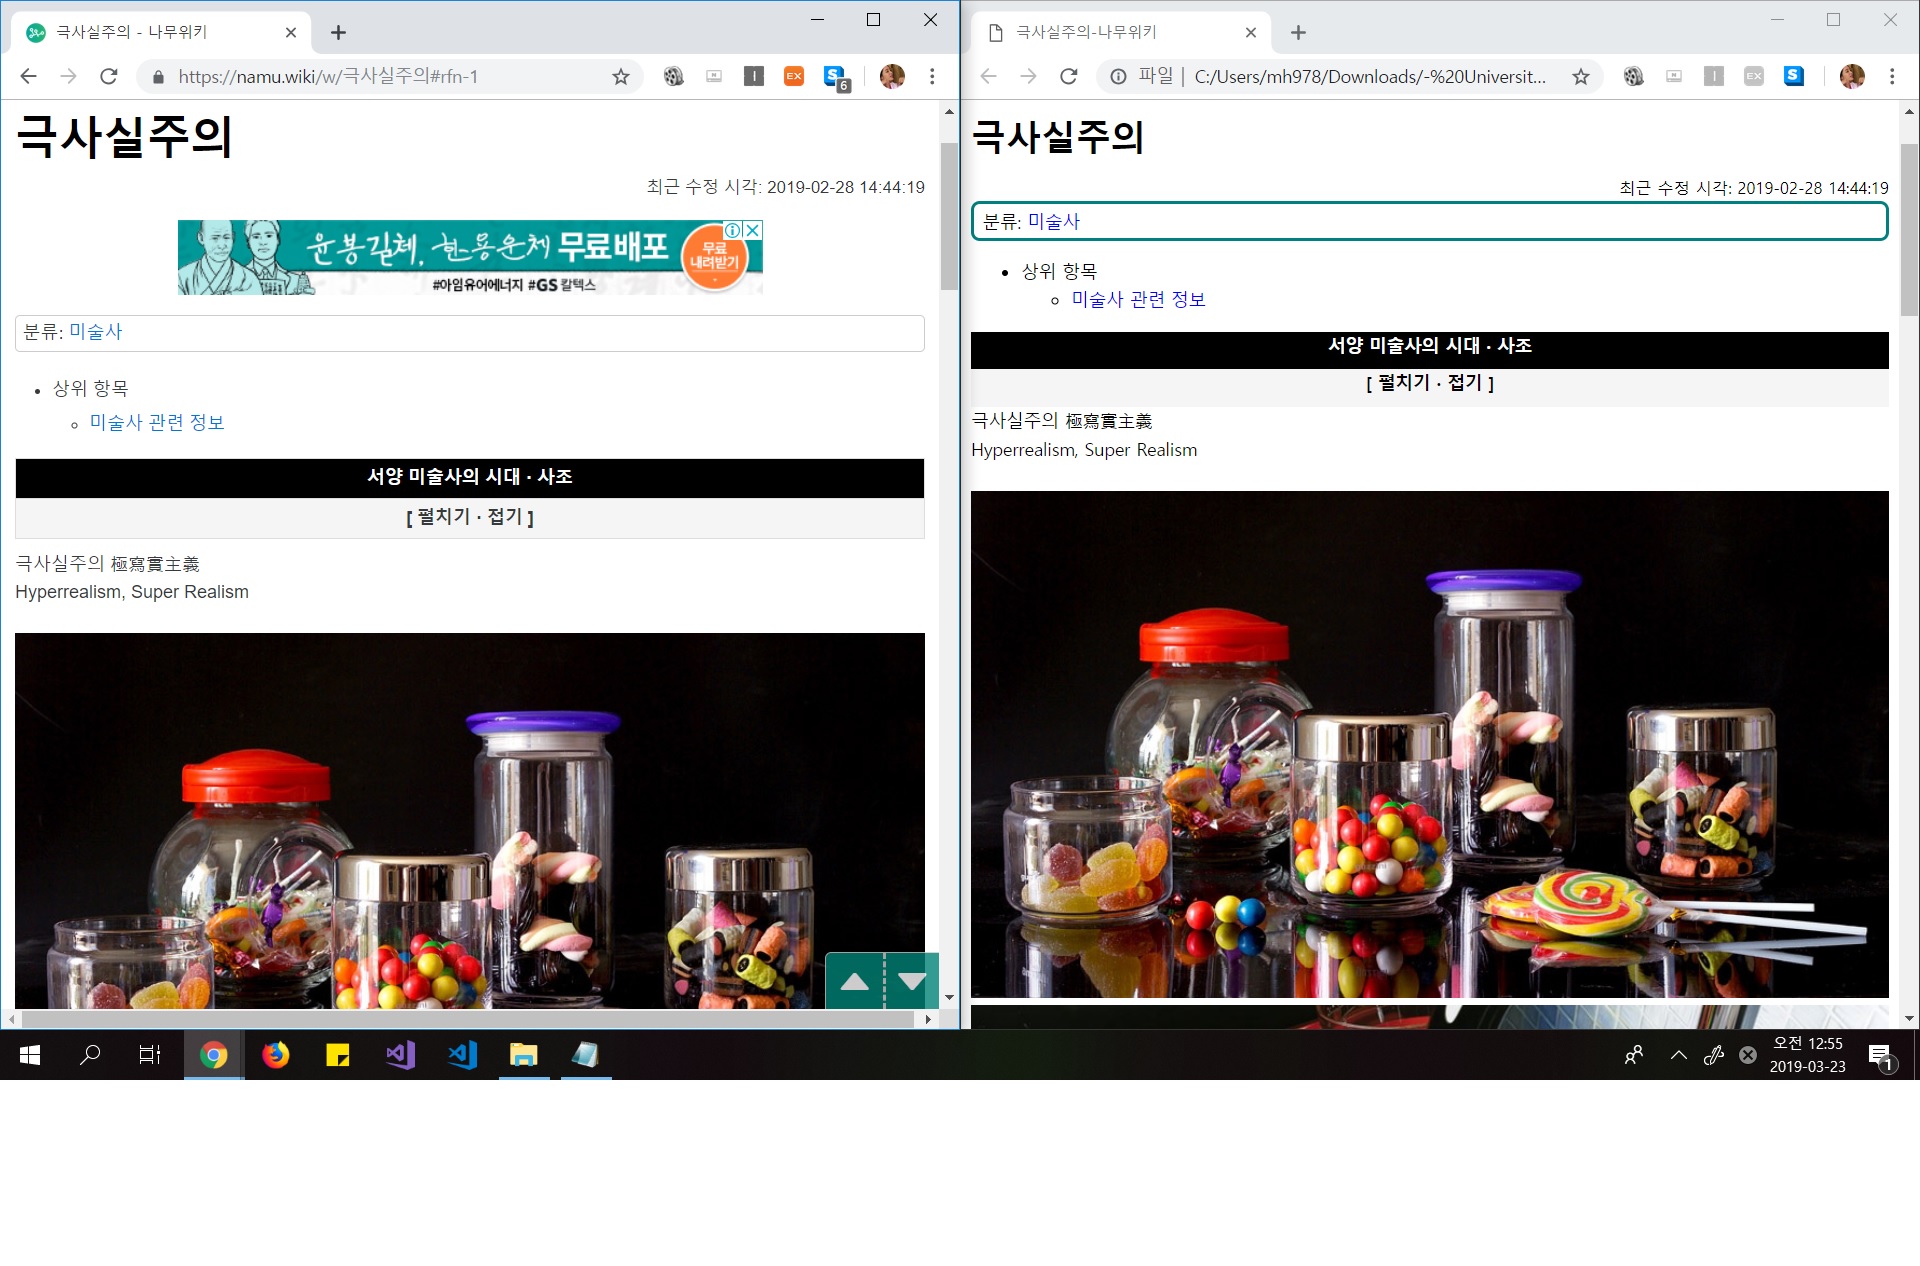 극사실주의 - 나무위키
https://namu.wiki/w/극사실주의#rfn-1
EX
S
6
극사실주의
최근 수정 시각: 2019-02-28 14:44:19
윤봉길체, 한용운체 무료배포
무료
내려받기
#아임유어에너지 #GS칼텍스
분류: 미술사
상위 항목
미술사 관련 정보
서양 미술사의 시대 · 사조
[ 펼치기 · 접기 ]
극사실주의 極寫實主義
Hyperrealism, Super Realism
극사실주의-나무위키
파일 | C:/Users/mh978/Downloads/-%20Universit...
EX
S
극사실주의
최근 수정 시각: 2019-02-28 14:44:19
분류: 미술사
상위 항목
미술사 관련 정보
서양 미술사의 시대 · 사조
[ 펼치기 · 접기 ]
극사실주의 極寫實主義
Hyperrealism, Super Realism
오전 12:55
2019-03-23
1